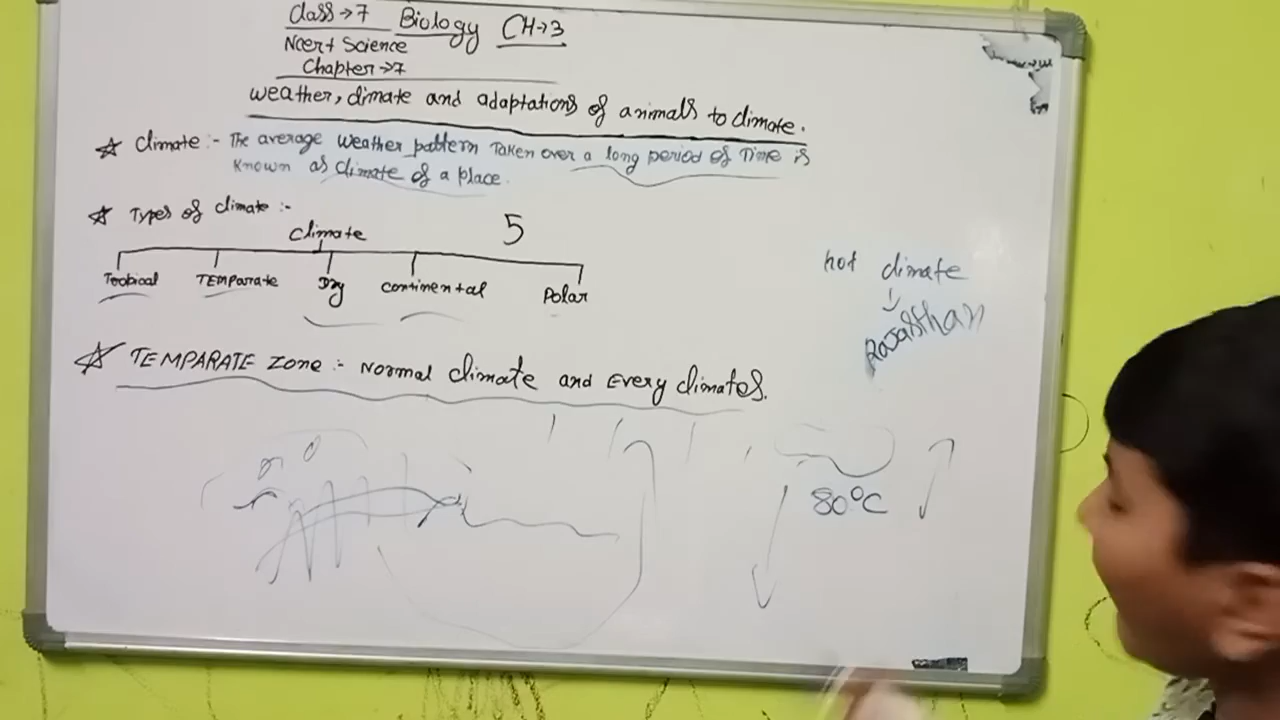 Class→7 Biology CH→3
Ncert Science
Chapter→7
weather, climate and adaptations of animals to climate.
☆ Climate :- The average weather pattern Taken over a long period of Time is
known as climate of a place.
☆ Types of climate :-
Climate 5
Tropical TEMParate Dry continental Polar
hot climate
↓
Rajasthan
☆ TEMPARATE Zone :- Normal climate and Every climates.
80°C